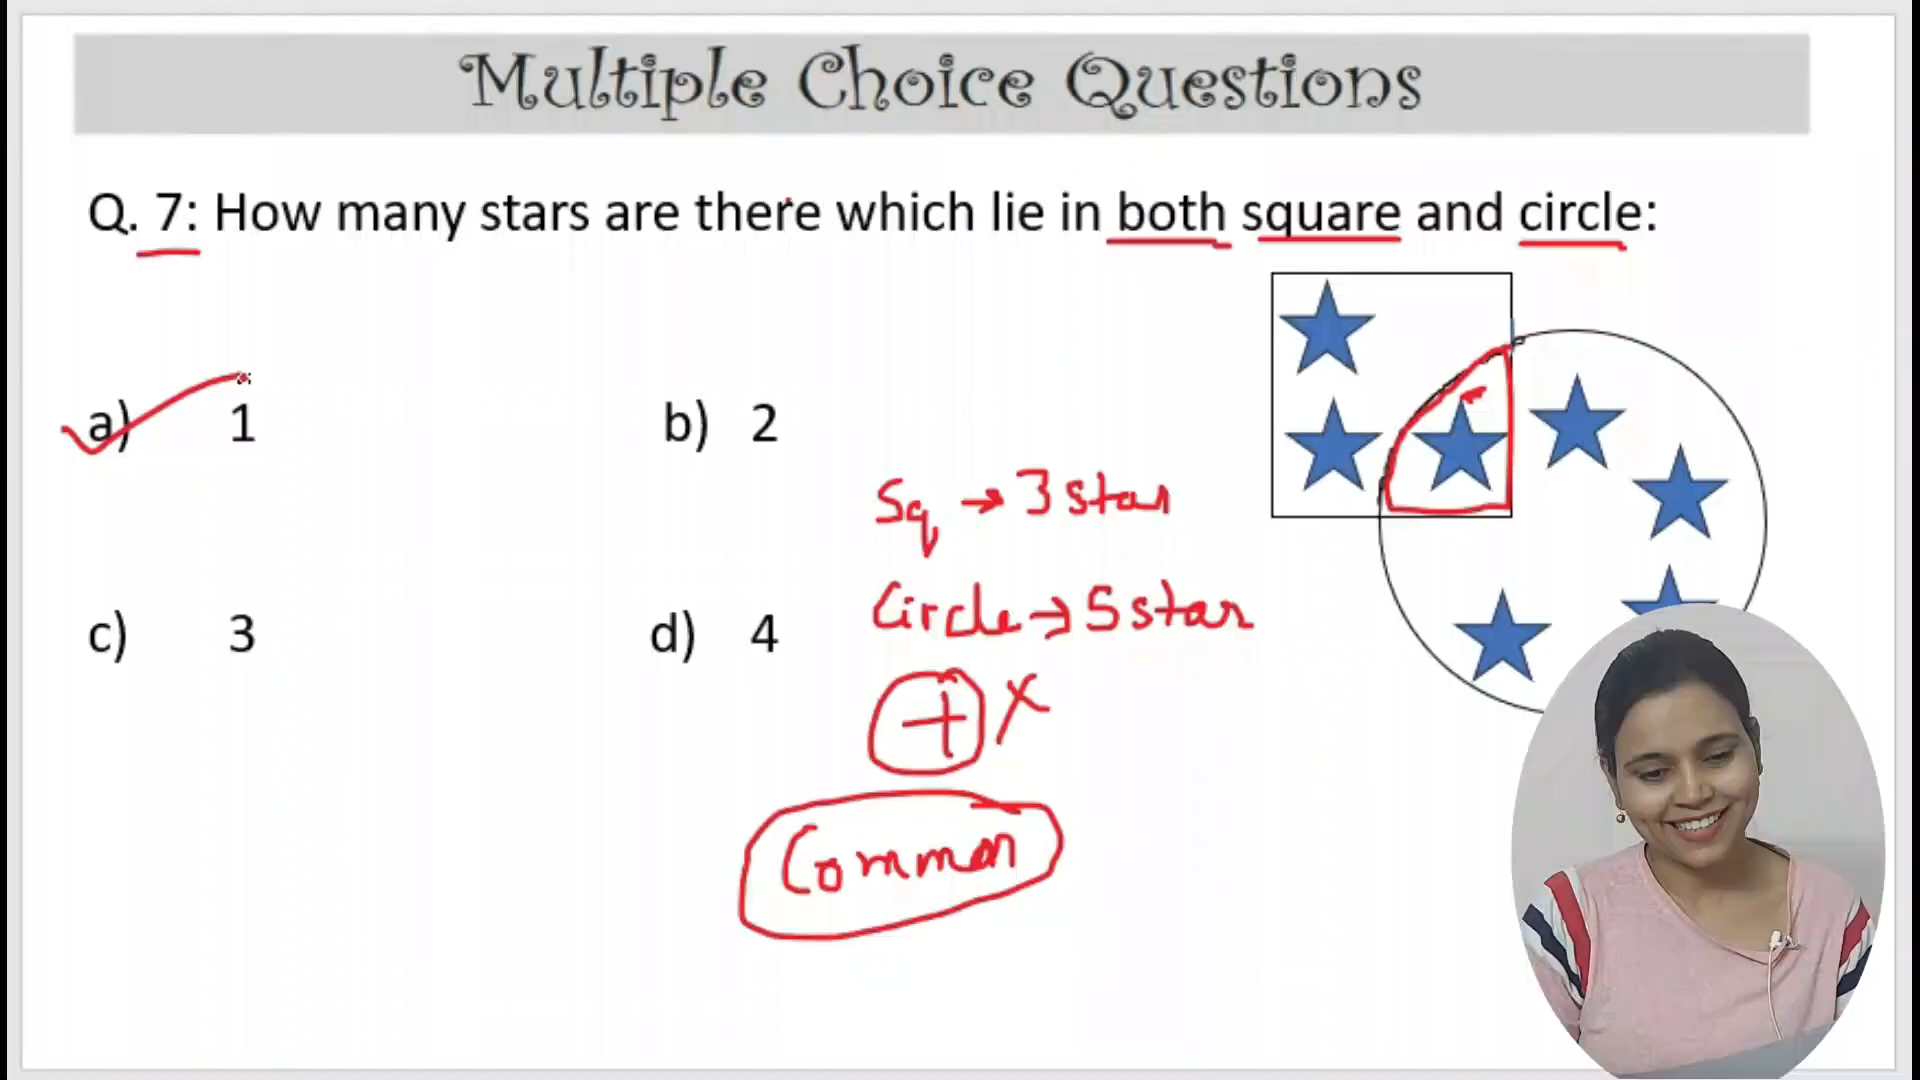 Multiple Choice Questions
Q. 7: How many stars are there which lie in both square and circle:
a) 1
b) 2
Sq → 3 star
Circle → 5 star
c) 3
d) 4
+ x
Common